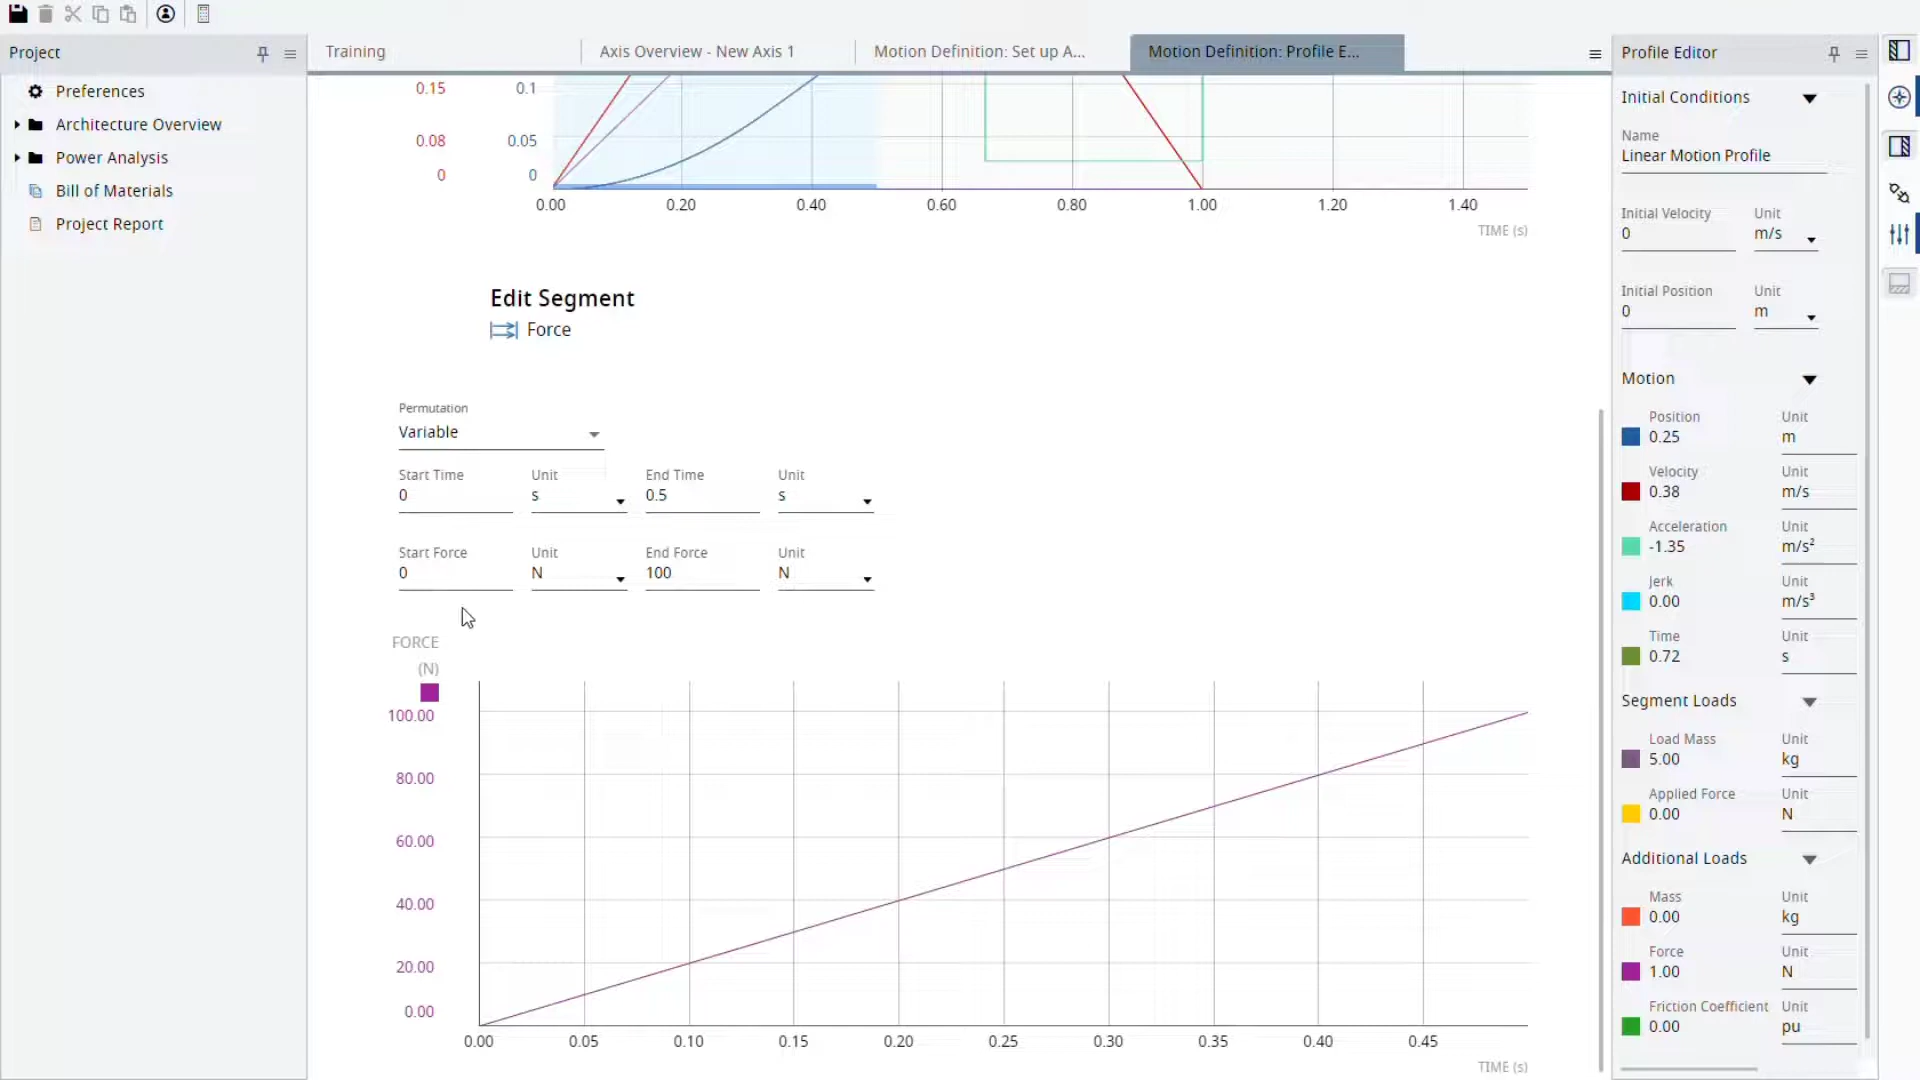 Project
Training
Axis Overview - New Axis 1
Motion Definition: Set up A...
Motion Definition: Profile E...
Profile Editor
Preferences
Architecture Overview
Power Analysis
Bill of Materials
Project Report
0.15
0.1
0.08
0.05
0
0
0.00
0.20
0.40
0.60
0.80
1.00
1.20
1.40
TIME (s)
Edit Segment
Force
Permutation
Variable
Start Time
Unit
End Time
Unit
0
s
0.5
s
Start Force
Unit
End Force
Unit
0
N
100
N
FORCE
(N)
100.00
80.00
60.00
40.00
20.00
0.00
0.00
0.05
0.10
0.15
0.20
0.25
0.30
0.35
0.40
0.45
TIME (s)
Initial Conditions
Name
Linear Motion Profile
Initial Velocity
Unit
0
m/s
Initial Position
Unit
0
m
Motion
Position
Unit
0.25
m
Velocity
Unit
0.38
m/s
Acceleration
Unit
-1.35
m/s²
Jerk
Unit
0.00
m/s³
Time
Unit
0.72
s
Segment Loads
Load Mass
Unit
5.00
kg
Applied Force
Unit
0.00
N
Additional Loads
Mass
Unit
0.00
kg
Force
Unit
1.00
N
Friction Coefficient
Unit
0.00
pu